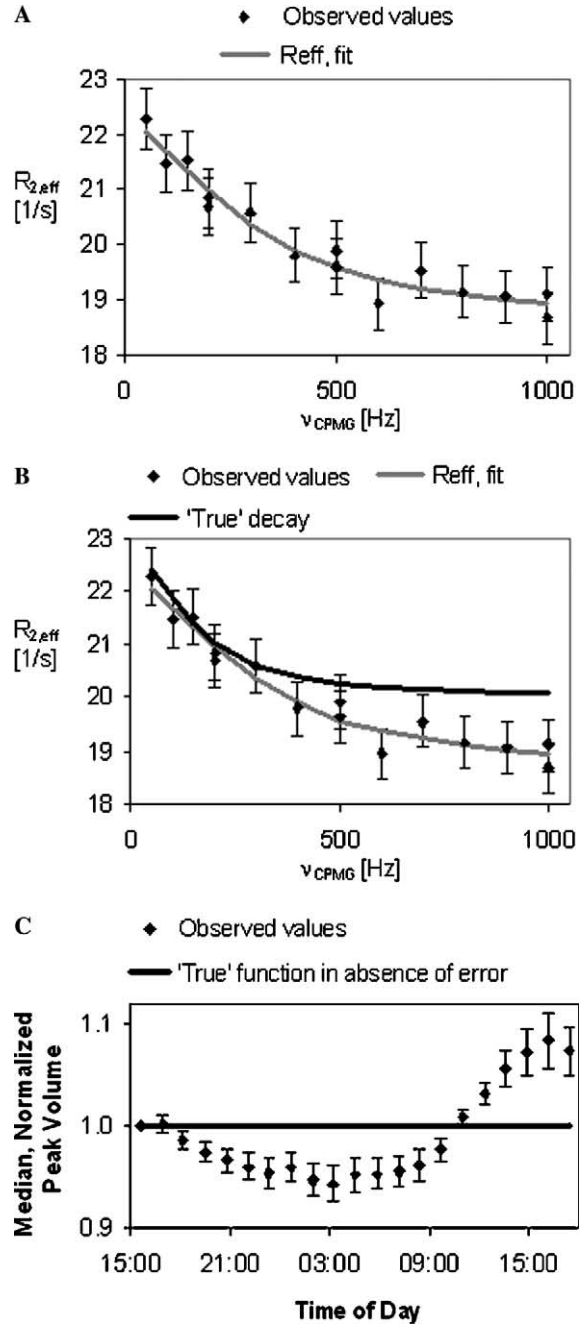 A
Observed values
Reff, fit
23
22
21
20
19
18
R2,eff
[1/s]
0
500
1000
νCPMG [Hz]
B
Observed values
Reff, fit
'True' decay
23
22
21
20
19
18
R2,eff
[1/s]
0
500
1000
νCPMG [Hz]
C
Observed values
'True' function in absence of error
1.1
1.0
0.9
Median, Normalized
Peak Volume
15:00
21:00
03:00
09:00
15:00
Time of Day